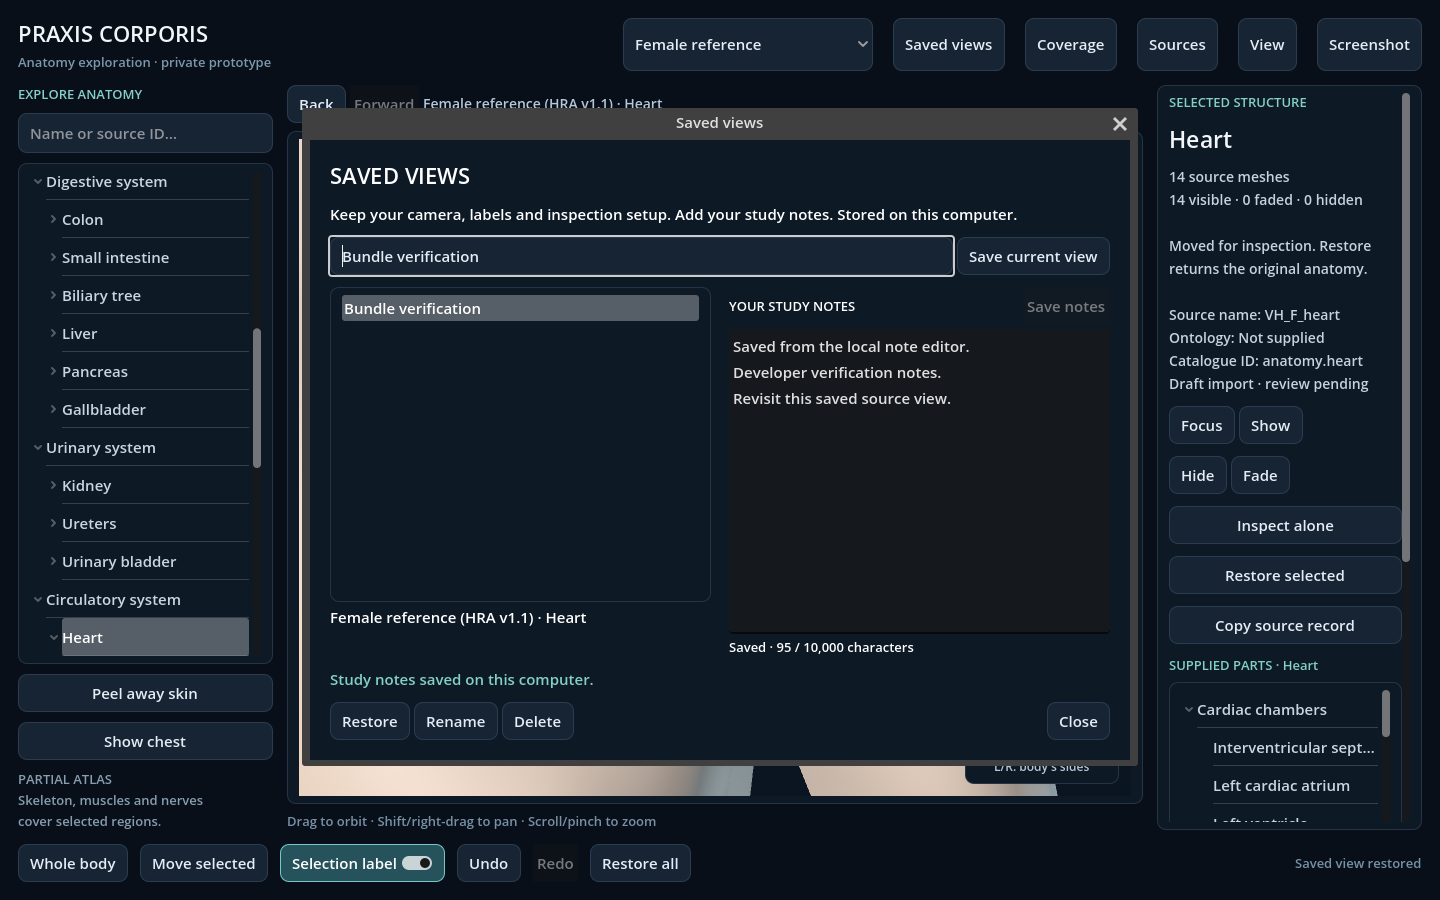 PRAXIS CORPORIS
Anatomy exploration · private prototype
Female reference
Saved views
Coverage
Sources
View
Screenshot
EXPLORE ANATOMY
Name or source ID...
Digestive system
Colon
Small intestine
Biliary tree
Liver
Pancreas
Gallbladder
Urinary system
Kidney
Ureters
Urinary bladder
Circulatory system
Heart
Peel away skin
Show chest
PARTIAL ATLAS
Skeleton, muscles and nerves
cover selected regions.
Back
Forward
Female reference (HRA v1.1) · Heart
Saved views
SAVED VIEWS
Keep your camera, labels and inspection setup. Add your study notes. Stored on this computer.
Bundle verification
Save current view
Bundle verification
Female reference (HRA v1.1) · Heart
YOUR STUDY NOTES
Save notes
Saved from the local note editor.
Developer verification notes.
Revisit this saved source view.
Saved · 95 / 10,000 characters
Study notes saved on this computer.
Restore
Rename
Delete
Close
L/R: body's sides
Drag to orbit · Shift/right-drag to pan · Scroll/pinch to zoom
SELECTED STRUCTURE
Heart
14 source meshes
14 visible · 0 faded · 0 hidden
Moved for inspection. Restore
returns the original anatomy.
Source name: VH_F_heart
Ontology: Not supplied
Catalogue ID: anatomy.heart
Draft import · review pending
Focus
Show
Hide
Fade
Inspect alone
Restore selected
Copy source record
SUPPLIED PARTS · Heart
Cardiac chambers
Interventricular sept...
Left cardiac atrium
Left ventricle
Whole body
Move selected
Selection label
Undo
Redo
Restore all
Saved view restored